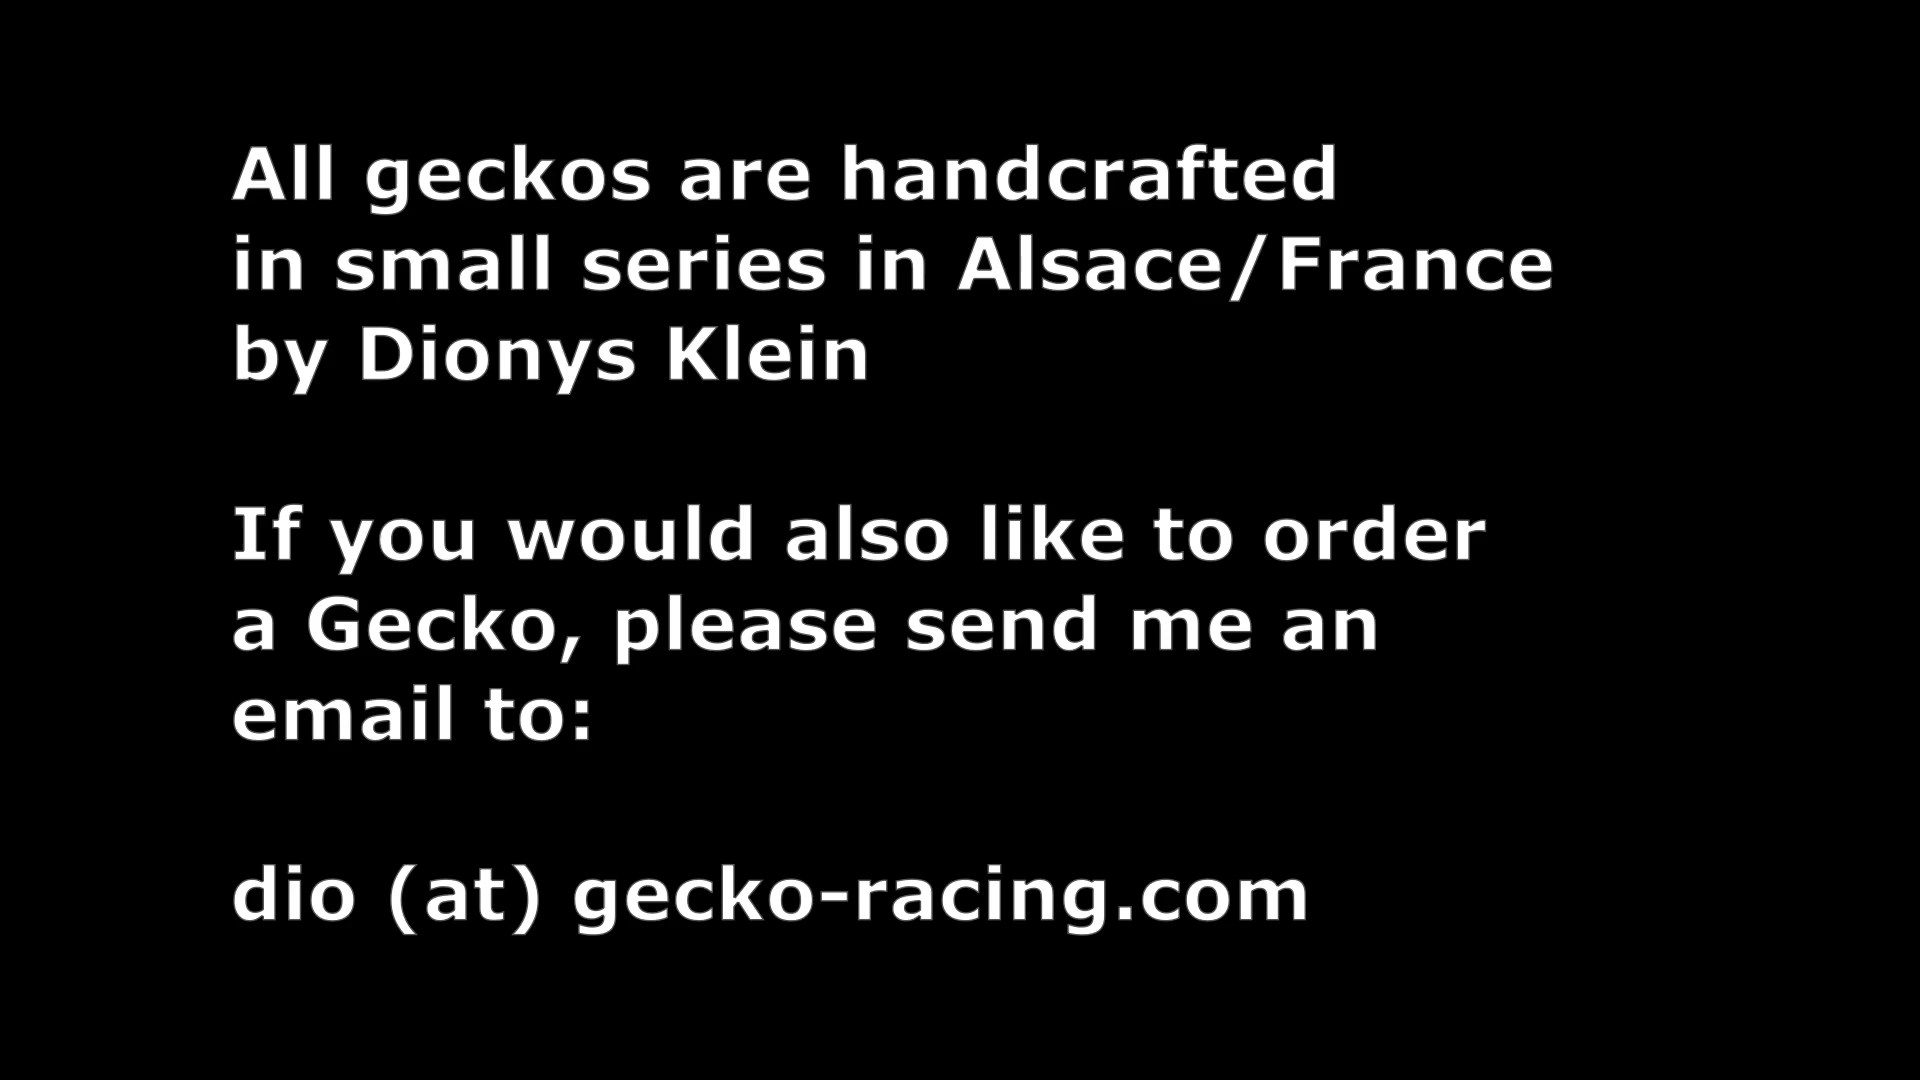 All geckos are handcrafted
in small series in Alsace/France
by Dionys Klein
If you would also like to order
a Gecko, please send me an
email to:
dio (at) gecko-racing.com